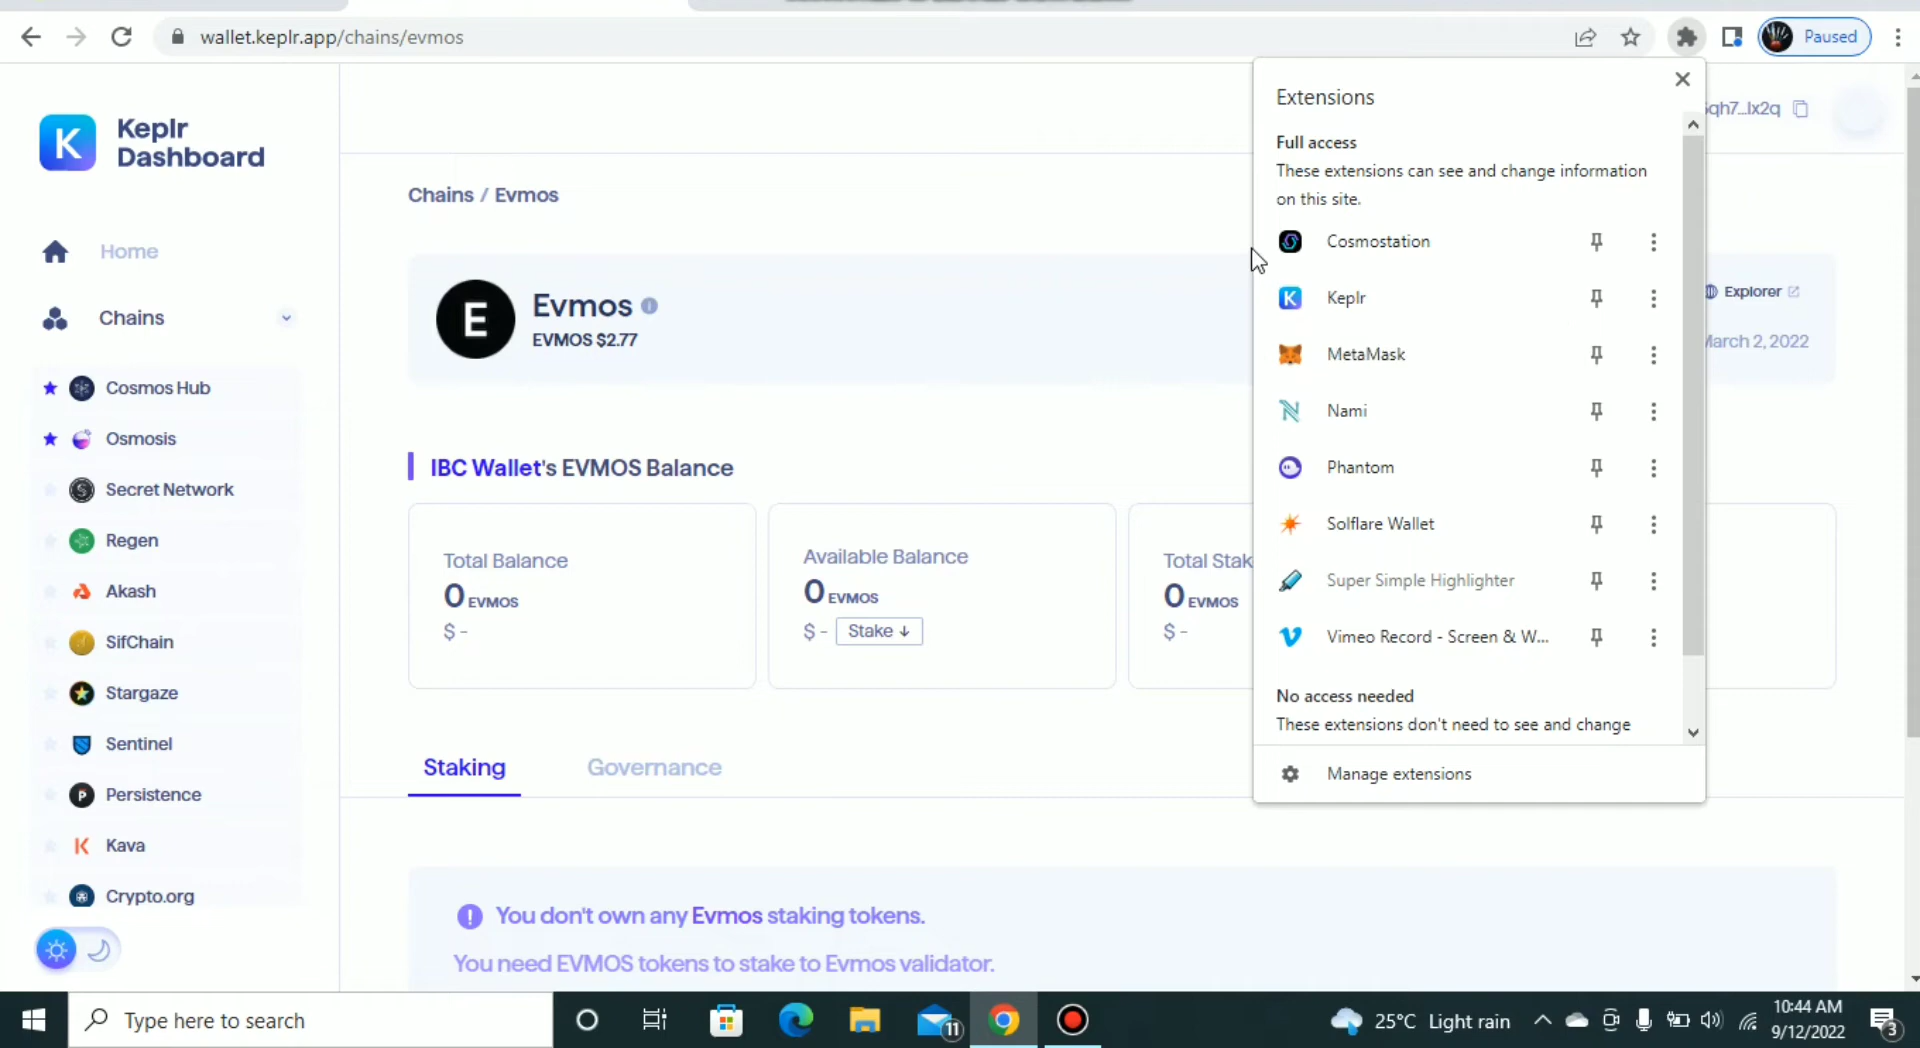 wallet.keplr.app/chains/evmos
Paused
Keplr
Dashboard
Home
Chains
Cosmos Hub
Osmosis
Secret Network
Regen
Akash
SifChain
Stargaze
Sentinel
Persistence
Kava
Crypto.org
Chains / Evmos
E
Evmos
EVMOS $2.77
Explorer
March 2, 2022
IBC Wallet's EVMOS Balance
Total Balance
0 EVMOS
$ -
Available Balance
0 EVMOS
$ -
Stake ↓
Total Stak
0 EVMOS
$ -
Staking
Governance
You don't own any Evmos staking tokens.
You need EVMOS tokens to stake to Evmos validator.
Extensions
Full access
These extensions can see and change information
on this site.
Cosmostation
Keplr
MetaMask
Nami
Phantom
Solflare Wallet
Super Simple Highlighter
Vimeo Record - Screen & W...
No access needed
These extensions don't need to see and change
Manage extensions
Type here to search
11
25°C Light rain
10:44 AM
9/12/2022
3